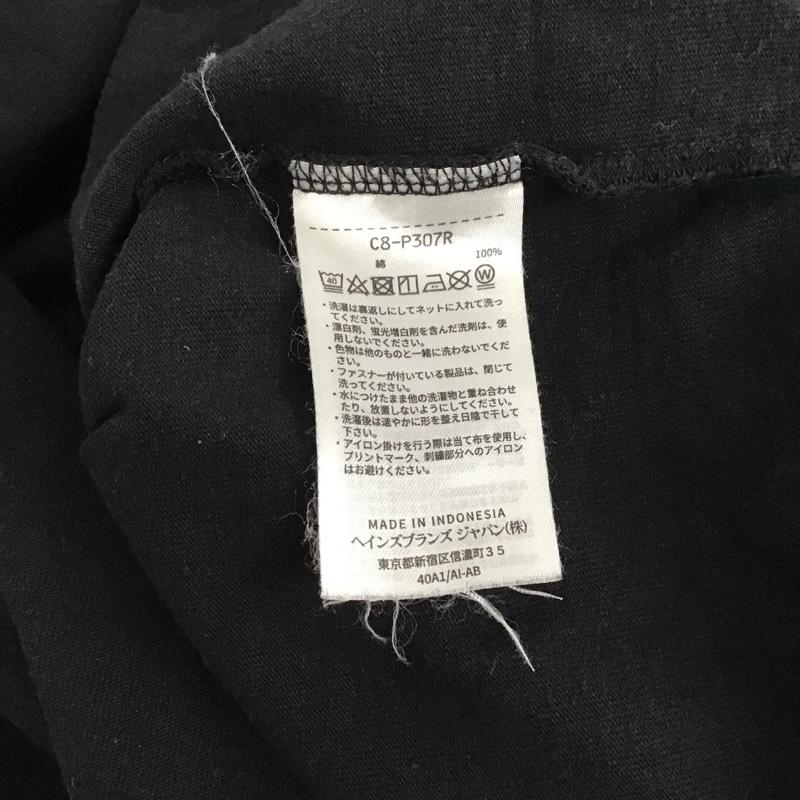 C8-P307R
綿 100%
40 W
・洗濯は裏返しにしてネットに入れて洗っ
てください。
・漂白剤、蛍光増白剤を含んだ洗剤は、使
用しないでください。
・色物は他のものと一緒に洗わないでくだ
さい。
・ファスナーが付いている製品は、閉じて
洗ってください。
・水につけたまま他の洗濯物と重ね合わせ
たり、放置しないようにしてください。
・洗濯後は速やかに形を整え日陰で干して
下さい。
・アイロン掛けを行う際は当て布を使用し、
プリントマーク、刺繍部分へのアイロン
はお避けください。
MADE IN INDONESIA
ヘインズブランズ ジャパン(株)
東京都新宿区信濃町35
40A1/AI-AB